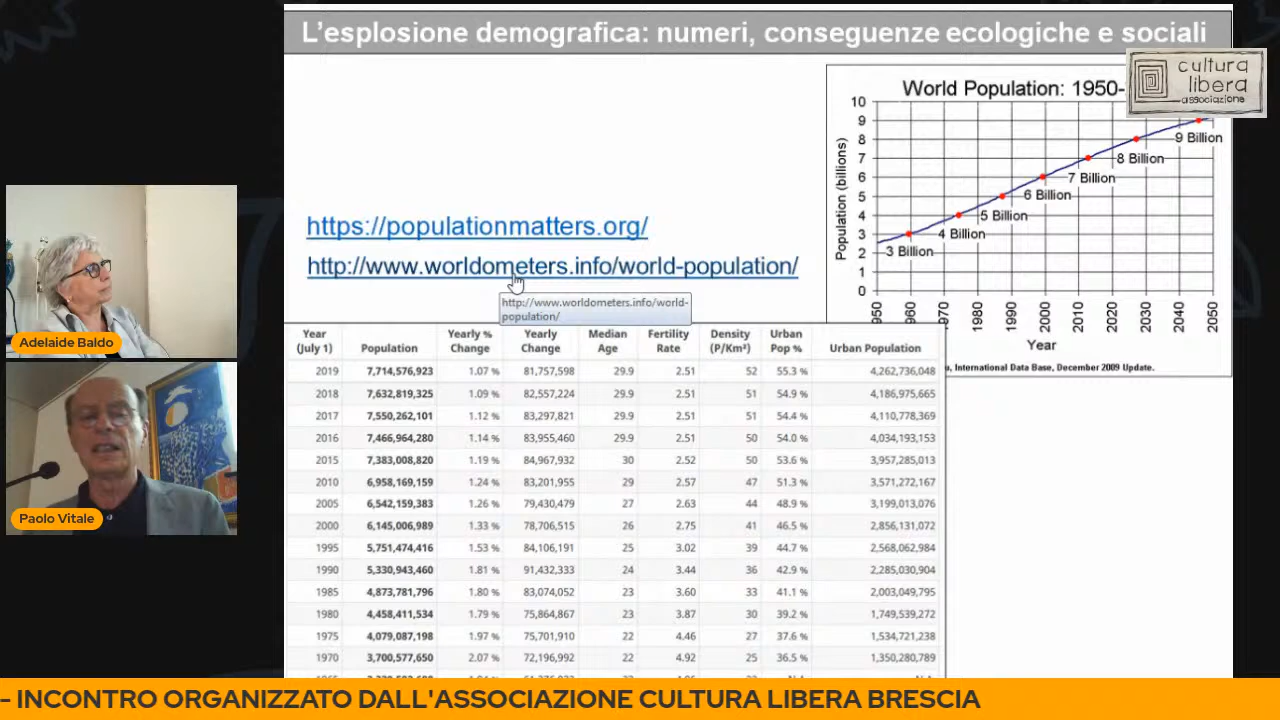 L'esplosione demografica: numeri, conseguenze ecologiche e sociali
cultura
libera
associazione
World Population: 1950-
Population (billions)
10
9
8
7
6
5
4
3
2
1
0
3 Billion
4 Billion
5 Billion
6 Billion
7 Billion
8 Billion
9 Billion
950 960 1970 1980 1990 2000 2010 2020 2030 2040 2050
Year
, International Data Base, December 2009 Update.
https://populationmatters.org/
http://www.worldometers.info/world-population/
http://www.worldometers.info/world-
population/
Adelaide Baldo
Paolo Vitale
Year (July 1) Population Yearly % Change Yearly Change Median Age Fertility Rate Density (P/Km²) Urban Pop % Urban Population
2019 7,714,576,923 1.07 % 81,757,598 29.9 2.51 52 55.3 % 4,262,736,048
2018 7,632,819,325 1.09 % 82,557,224 29.9 2.51 51 54.9 % 4,186,975,665
2017 7,550,262,101 1.12 % 83,297,821 29.9 2.51 51 54.4 % 4,110,778,369
2016 7,466,964,280 1.14 % 83,955,460 29.9 2.51 50 54.0 % 4,034,193,153
2015 7,383,008,820 1.19 % 84,967,932 30 2.52 50 53.6 % 3,957,285,013
2010 6,958,169,159 1.24 % 83,201,955 29 2.57 47 51.3 % 3,571,272,167
2005 6,542,159,383 1.26 % 79,430,479 27 2.63 44 48.9 % 3,199,013,076
2000 6,145,006,989 1.33 % 78,706,515 26 2.75 41 46.5 % 2,856,131,072
1995 5,751,474,416 1.53 % 84,106,191 25 3.02 39 44.7 % 2,568,062,984
1990 5,330,943,460 1.81 % 91,432,333 24 3.44 36 42.9 % 2,285,030,904
1985 4,873,781,796 1.80 % 83,074,052 23 3.60 33 41.1 % 2,003,049,795
1980 4,458,411,534 1.79 % 75,864,867 23 3.87 30 39.2 % 1,749,539,272
1975 4,079,087,198 1.97 % 75,701,910 22 4.46 27 37.6 % 1,534,721,238
1970 3,700,577,650 2.07 % 72,196,992 22 4.92 25 36.5 % 1,350,280,789
- INCONTRO ORGANIZZATO DALL'ASSOCIAZIONE CULTURA LIBERA BRESCIA